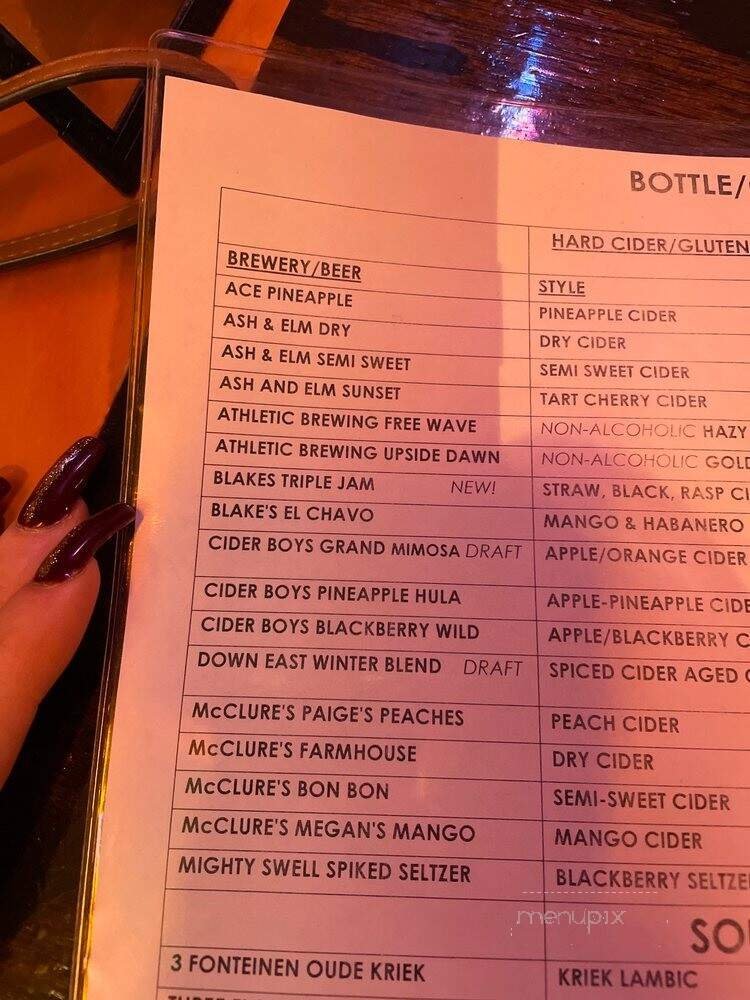 BOTTLE/
HARD CIDER/GLUTEN
BREWERY/BEER STYLE
ACE PINEAPPLE PINEAPPLE CIDER
ASH & ELM DRY DRY CIDER
ASH & ELM SEMI SWEET SEMI SWEET CIDER
ASH AND ELM SUNSET TART CHERRY CIDER
ATHLETIC BREWING FREE WAVE NON-ALCOHOLIC HAZY
ATHLETIC BREWING UPSIDE DAWN NON-ALCOHOLIC GOLD
BLAKES TRIPLE JAM NEW! STRAW, BLACK, RASP CI
BLAKE'S EL CHAVO MANGO & HABANERO
CIDER BOYS GRAND MIMOSA DRAFT APPLE/ORANGE CIDER
CIDER BOYS PINEAPPLE HULA APPLE-PINEAPPLE CIDE
CIDER BOYS BLACKBERRY WILD APPLE/BLACKBERRY C
DOWN EAST WINTER BLEND DRAFT SPICED CIDER AGED
McCLURE'S PAIGE'S PEACHES PEACH CIDER
McCLURE'S FARMHOUSE DRY CIDER
McCLURE'S BON BON SEMI-SWEET CIDER
McCLURE'S MEGAN'S MANGO MANGO CIDER
MIGHTY SWELL SPIKED SELTZER BLACKBERRY SELTZE
menupix
SO
3 FONTEINEN OUDE KRIEK KRIEK LAMBIC